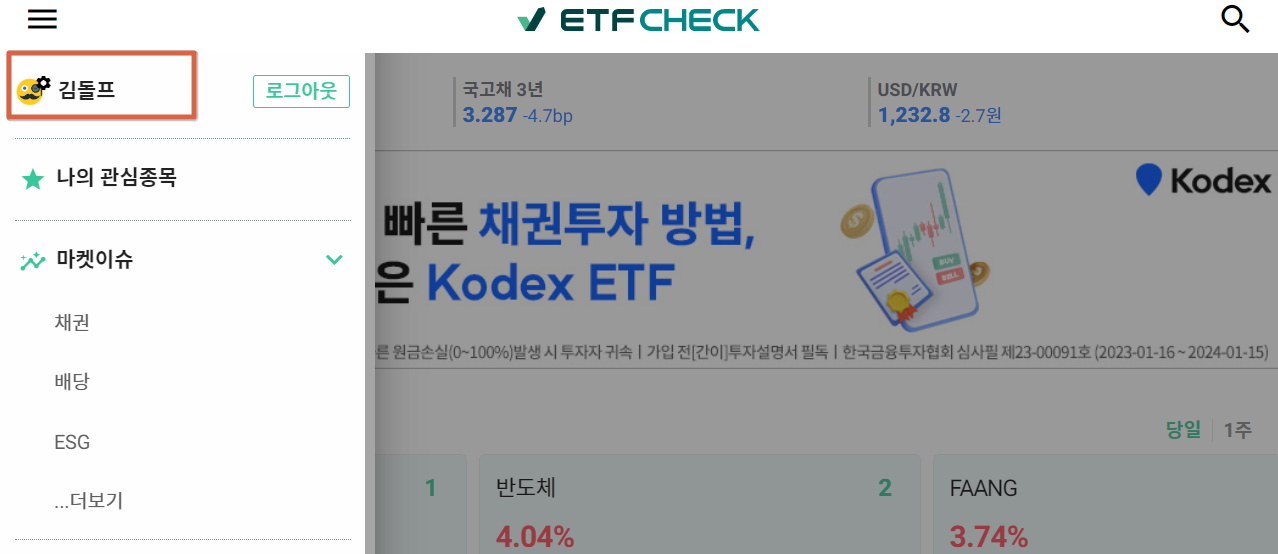 ETF CHECK
김돌프
로그아웃
나의 관심종목
마켓이슈
채권
배당
ESG
...더보기
국고채 3년
3.287 -4.7bp
USD/KRW
1,232.8 -2.7원
Kodex
빠른 채권투자 방법,
은 Kodex ETF
BUY
SELL
른 원금손실(0~100%)발생 시 투자자 귀속ㅣ가입 전[간이]투자설명서 필독ㅣ한국금융투자협회 심사필 제23-00091호 (2023-01-16 ~ 2024-01-15)
당일 1주
1
반도체 2
4.04%
FAANG
3.74%